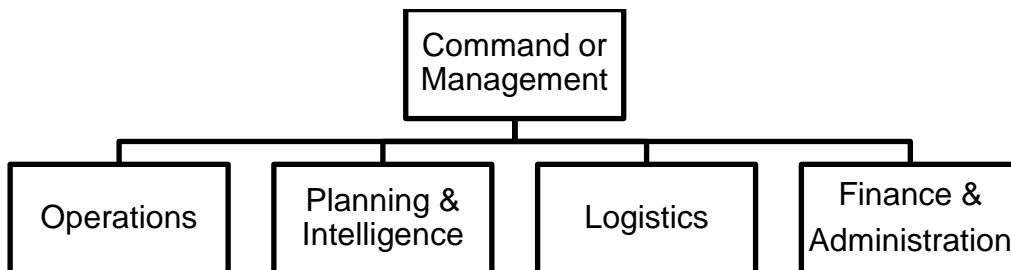 Command or
Management
Operations
Planning &
Intelligence
Logistics
Finance &
Administration